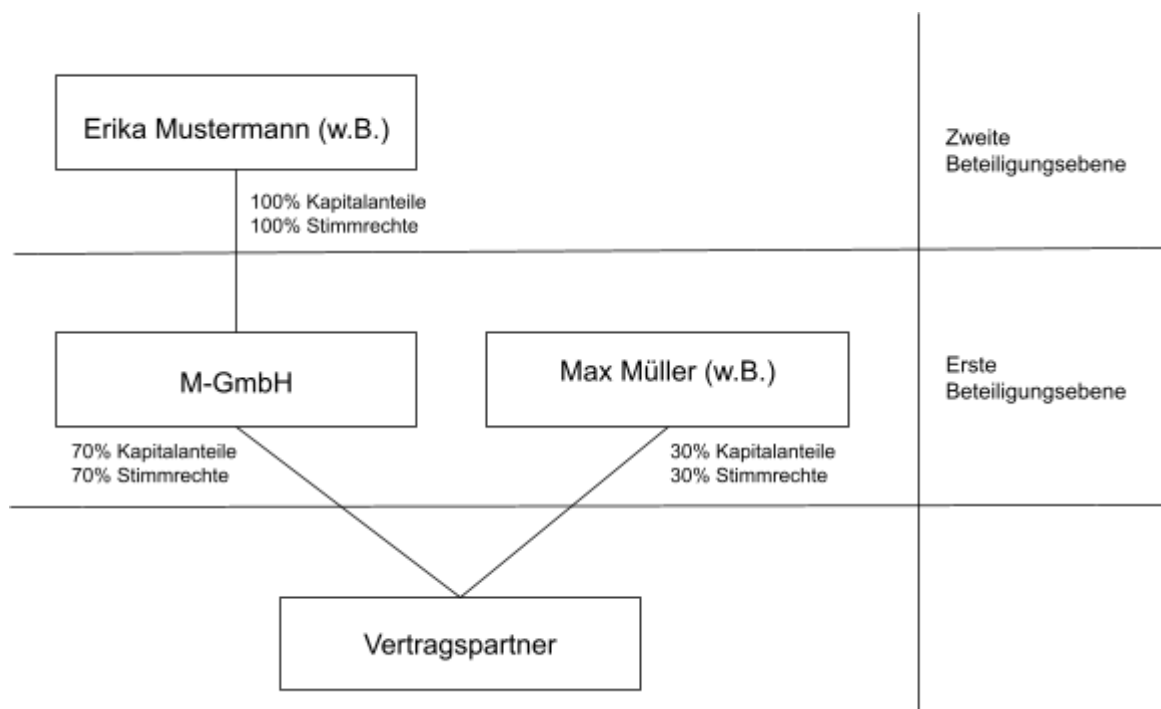 Erika Mustermann (w.B.)
Zweite
Beteiligungsebene
100% Kapitalanteile
100% Stimmrechte
M-GmbH
Max Müller (w.B.)
Erste
Beteiligungsebene
70% Kapitalanteile
70% Stimmrechte
30% Kapitalanteile
30% Stimmrechte
Vertragspartner